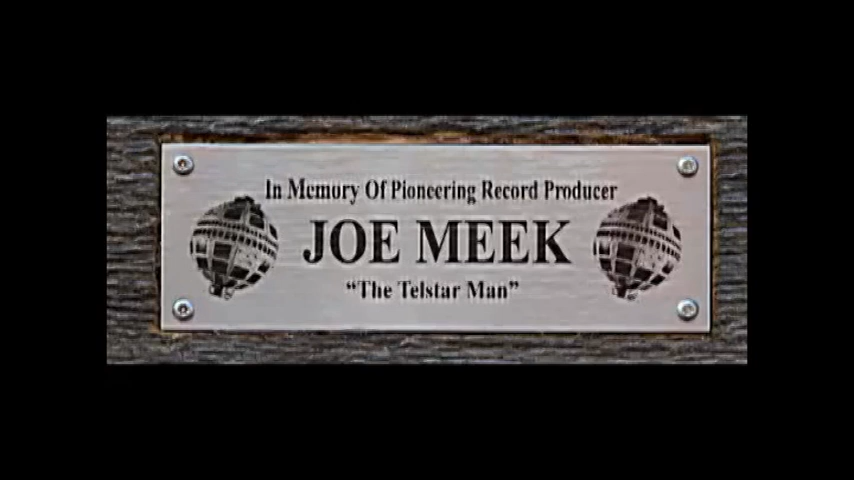 In Memory Of Pioneering Record Producer
JOE MEEK
“The Telstar Man”